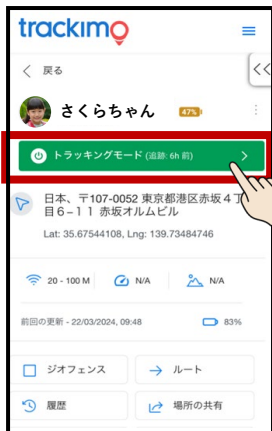 trackimo
戻る
<<
さくらちゃん 47%
トラッキングモード (追跡: 6h 前)
日本、〒107-0052 東京都港区赤坂４丁
目６−１１ 赤坂オルムビル
Lat: 35.67544108, Lng: 139.73484746
20 - 100 M N/A N/A
前回の更新 - 22/03/2024, 09:48 83%
ジオフェンス ルート
履歴 場所の共有